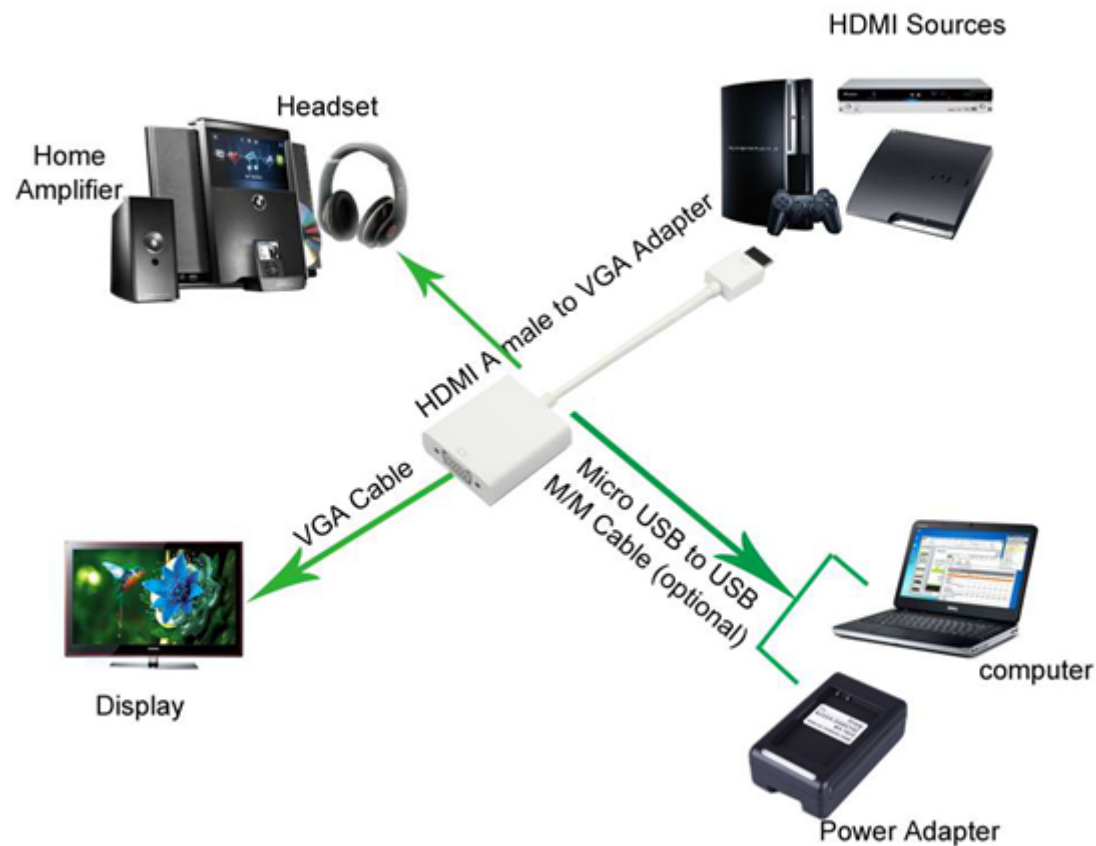 HDMI Sources
Headset
Home
Amplifier
HDMI A male to VGA Adapter
VGA Cable
Micro USB to USB
M/M Cable (optional)
Display
computer
Power Adapter